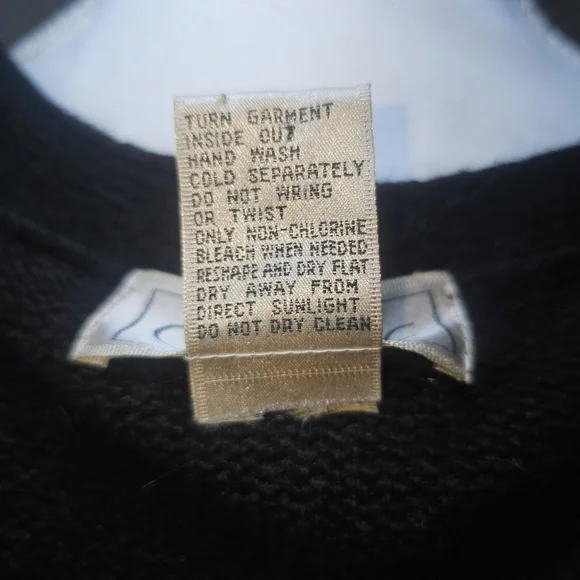 TURN GARMENT
INSIDE OUT
HAND WASH
COLD SEPARATELY
DO NOT WRING
OR TWIST
ONLY NON-CHLORINE
BLEACH WHEN NEEDED
RESHAPE AND DRY FLAT
DRY AWAY FROM
DIRECT SUNLIGHT
DO NOT DRY CLEAN